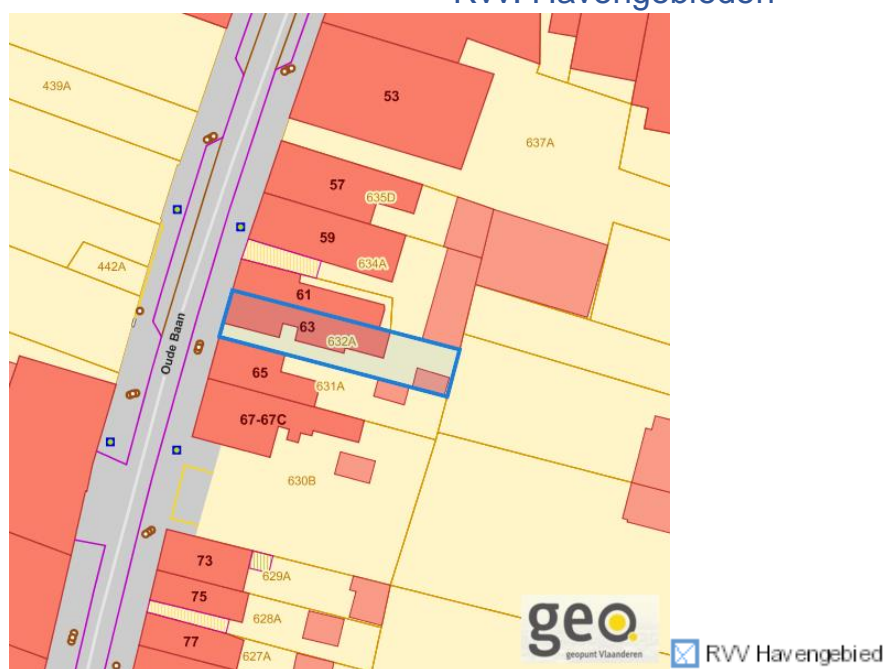 RVV: Havengebieden
439A
53
637A
57
635D
59
634A
442A
61
63
632A
Oude Baan
65
631A
67-67C
630B
73
629A
75
628A
77
627A
geo
geopunt Vlaanderen
RVV Havengebied